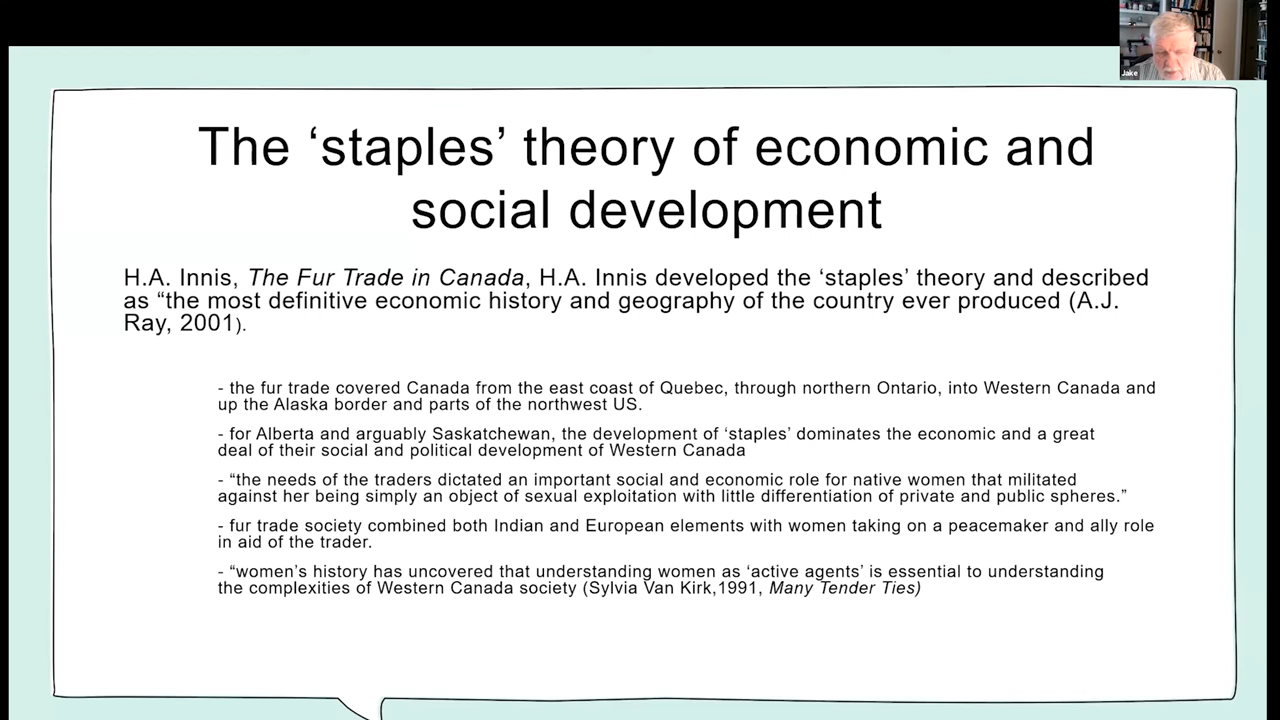 Jake
The ‘staples’ theory of economic and
social development
H.A. Innis, The Fur Trade in Canada, H.A. Innis developed the ‘staples’ theory and described
as “the most definitive economic history and geography of the country ever produced (A.J.
Ray, 2001).
- the fur trade covered Canada from the east coast of Quebec, through northern Ontario, into Western Canada and
up the Alaska border and parts of the northwest US.
- for Alberta and arguably Saskatchewan, the development of ‘staples’ dominates the economic and a great
deal of their social and political development of Western Canada
- “the needs of the traders dictated an important social and economic role for native women that militated
against her being simply an object of sexual exploitation with little differentiation of private and public spheres.”
- fur trade society combined both Indian and European elements with women taking on a peacemaker and ally role
in aid of the trader.
- “women’s history has uncovered that understanding women as ‘active agents’ is essential to understanding
the complexities of Western Canada society (Sylvia Van Kirk,1991, Many Tender Ties)